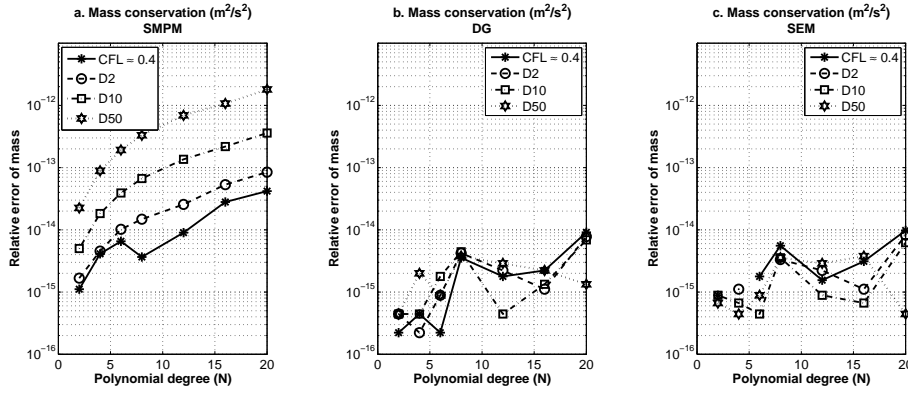 a. Mass conservation (m²/s²)
SMPM
CFL = 0.4
D2
D10
D50
10⁻¹²
10⁻¹³
10⁻¹⁴
10⁻¹⁵
10⁻¹⁶
Relative error of mass
0 5 10 15 20
Polynomial degree (N)
b. Mass conservation (m²/s²)
DG
CFL = 0.4
D2
D10
D50
10⁻¹²
10⁻¹³
10⁻¹⁴
10⁻¹⁵
10⁻¹⁶
Relative error of mass
0 5 10 15 20
Polynomial degree (N)
c. Mass conservation (m²/s²)
SEM
CFL = 0.4
D2
D10
D50
10⁻¹²
10⁻¹³
10⁻¹⁴
10⁻¹⁵
10⁻¹⁶
Relative error of mass
0 5 10 15 20
Polynomial degree (N)